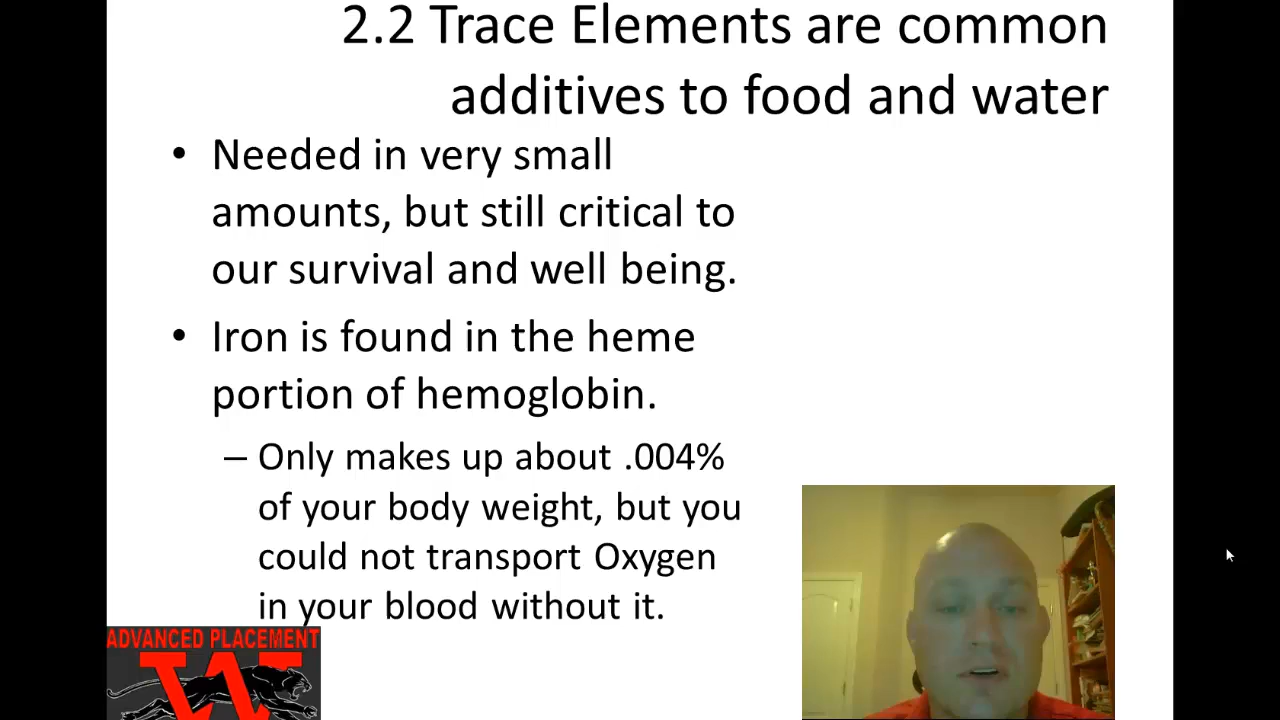 2.2 Trace Elements are common
additives to food and water
• Needed in very small
amounts, but still critical to
our survival and well being.
• Iron is found in the heme
portion of hemoglobin.
– Only makes up about .004%
of your body weight, but you
could not transport Oxygen
in your blood without it.
ADVANCED PLACEMENT
W